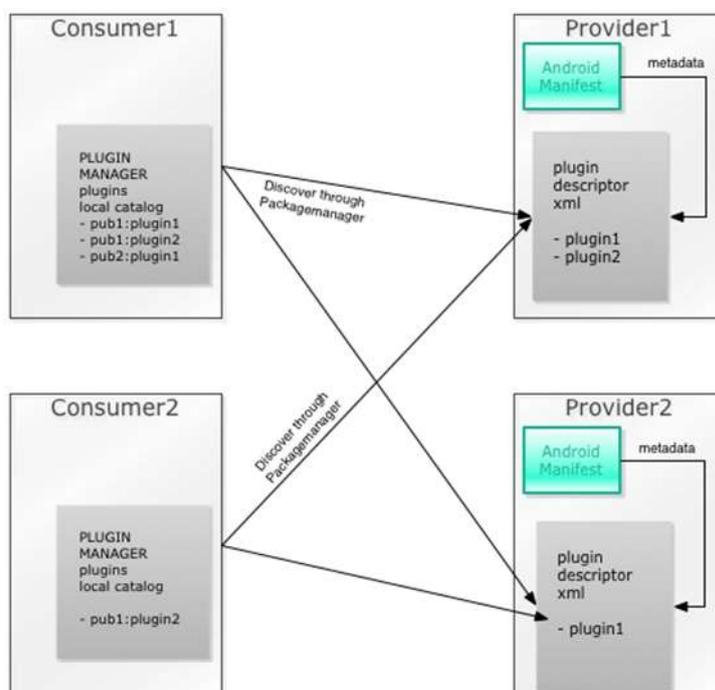 Consumer1
PLUGIN
MANAGER
plugins
local catalog
- pub1:plugin1
- pub1:plugin2
- pub2:plugin1
Discover through
Packagemanager
Provider1
Android
Manifest
metadata
plugin
descriptor
xml
- plugin1
- plugin2
Consumer2
PLUGIN
MANAGER
plugins
local catalog
- pub1:plugin2
Discover through
Packagemanager
Provider2
Android
Manifest
metadata
plugin
descriptor
xml
- plugin1